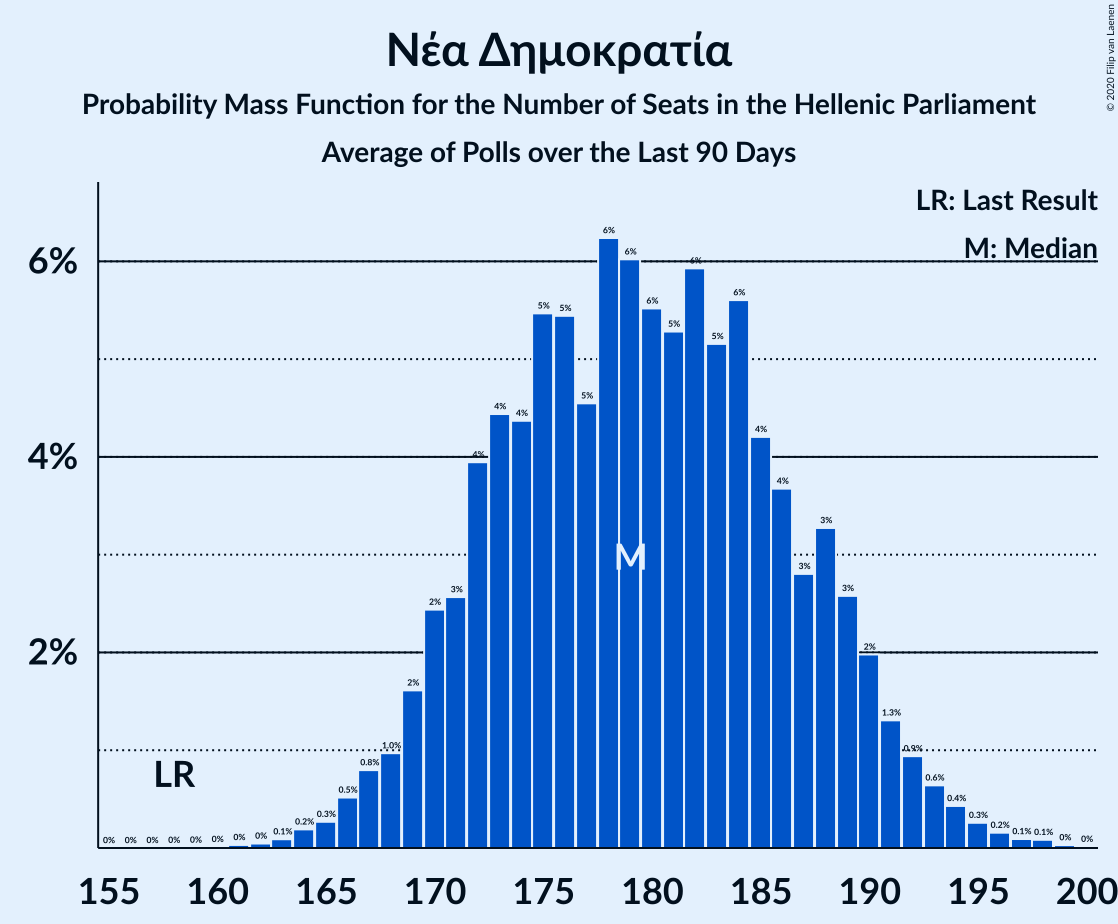 Νέα Δημοκρατία
Probability Mass Function for the Number of Seats in the Hellenic Parliament
Average of Polls over the Last 90 Days
© 2020 Filip van Laenen
LR: Last Result
M: Median
6%
4%
2%
0% 0% 0% 0% 0% 0% 0% 0% 0.1% 0.2% 0.3% 0.5% 0.8% 1.0% 2% 2% 3% 4% 4% 4% 5% 5% 5% 6% 6% 6% 5% 6% 5% 6% 4% 4% 3% 3% 3% 2% 1.3% 0.9% 0.6% 0.4% 0.3% 0.2% 0.1% 0.1% 0% 0%
M
LR
155 160 165 170 175 180 185 190 195 200